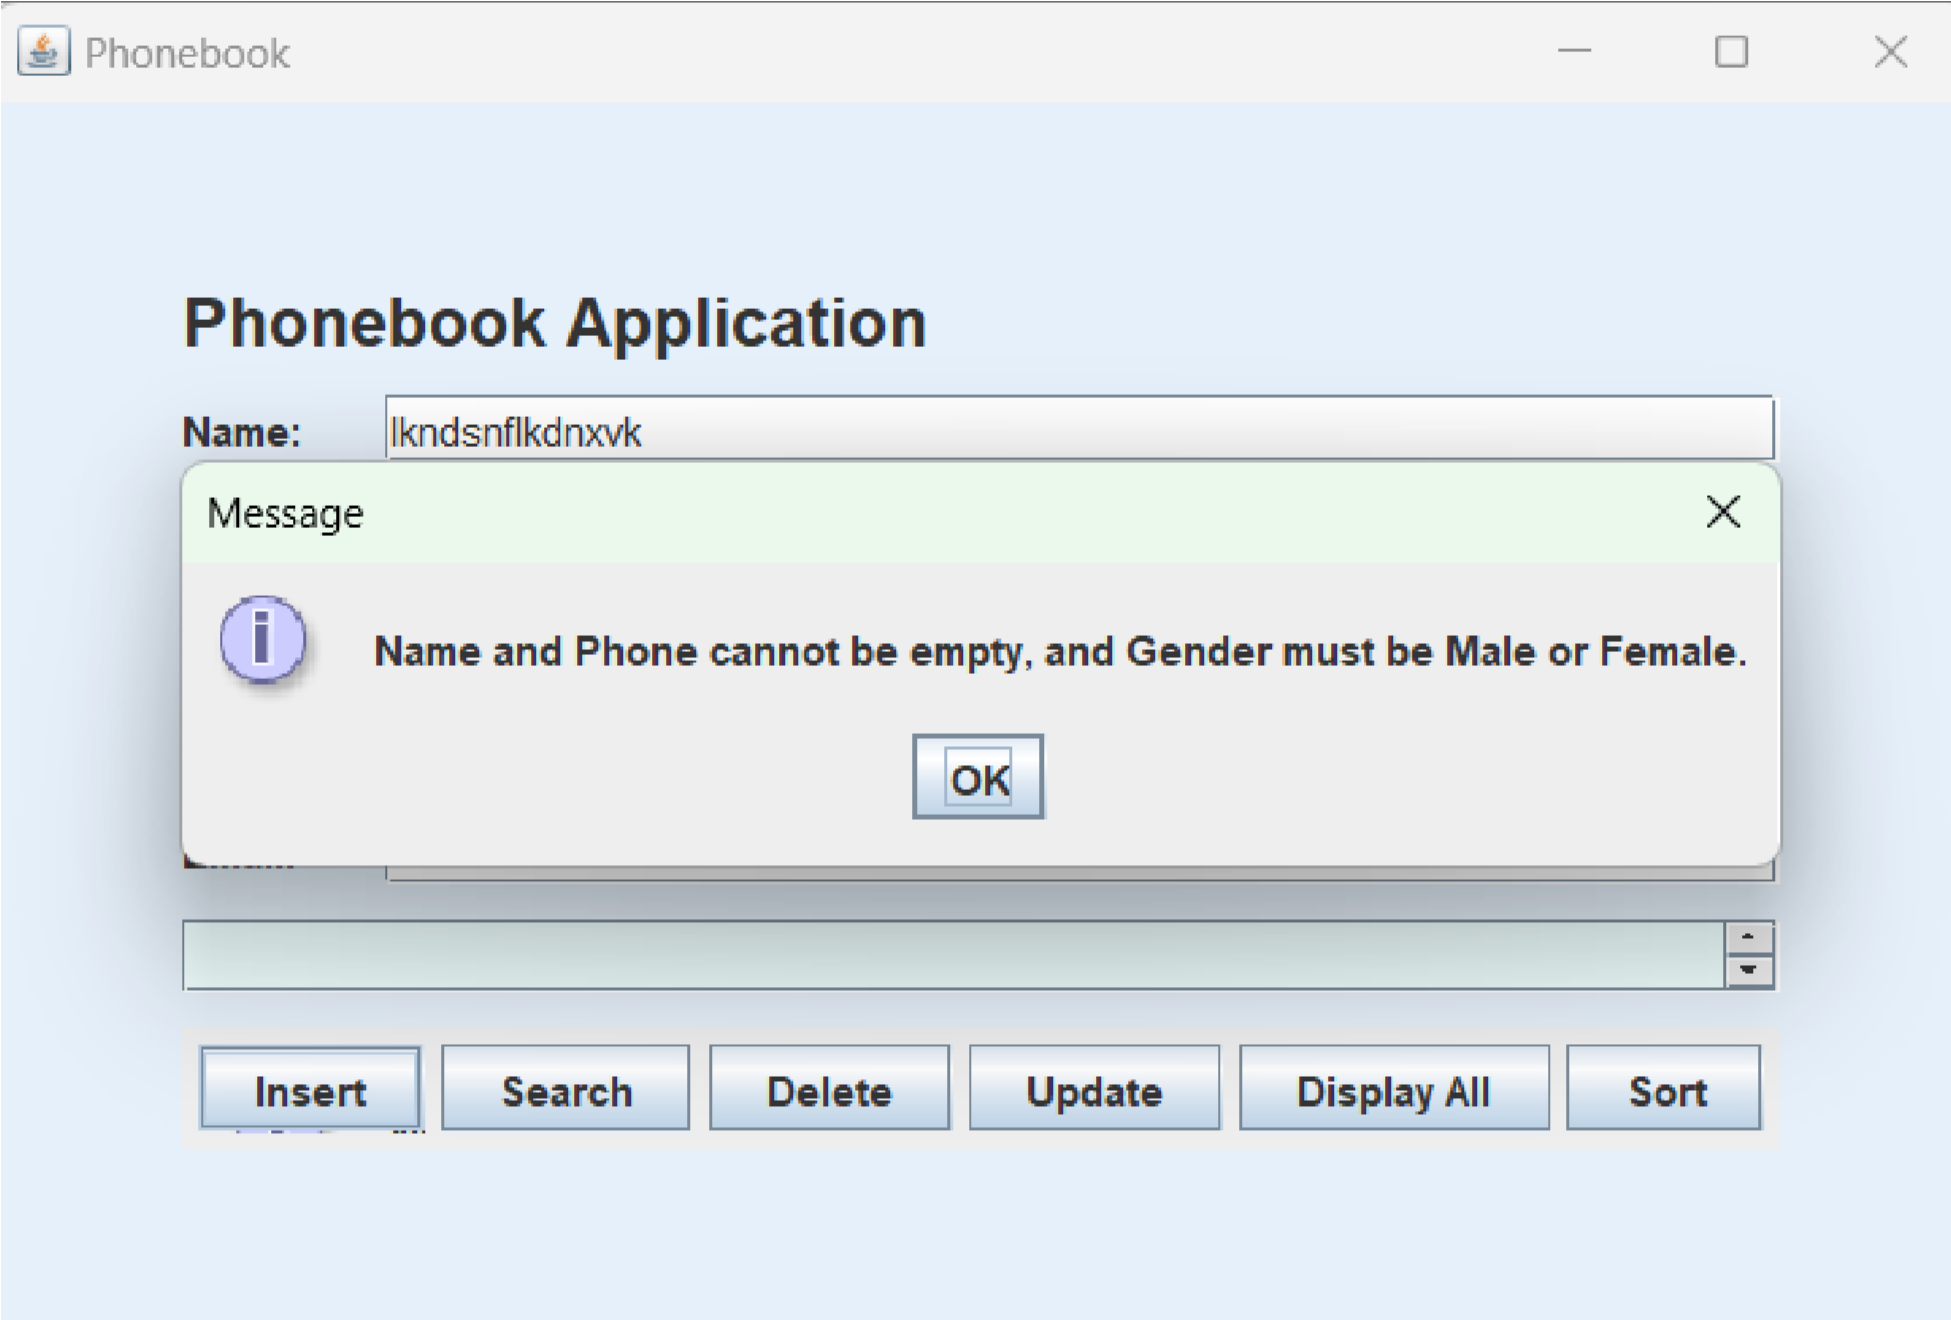 Phonebook
Phonebook Application
Name: lkndsnflkdnxvk
Message
Name and Phone cannot be empty, and Gender must be Male or Female.
OK
Insert Search Delete Update Display All Sort